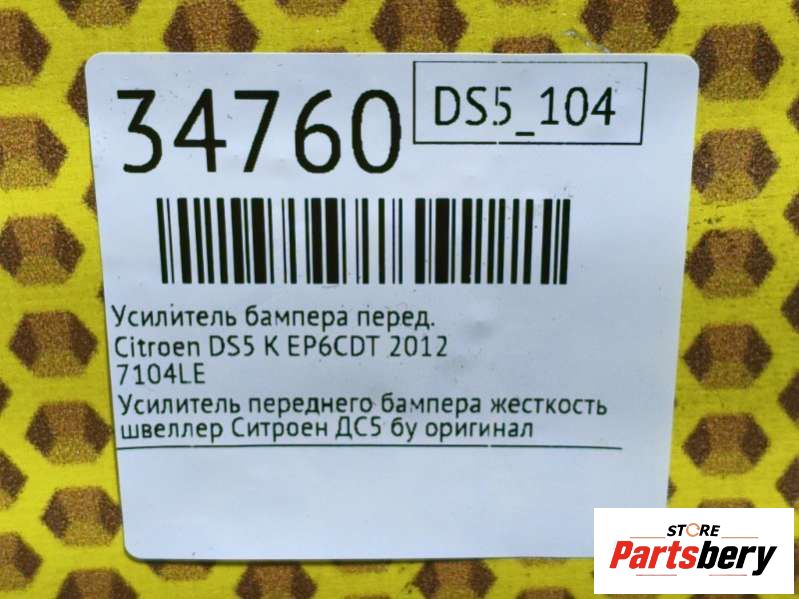 34760
DS5_104
Усилитель бампера перед.
Citroen DS5 K EP6CDT 2012
7104LE
Усилитель переднего бампера жесткость
швеллер Ситроен ДС5 бу оригинал
STORE
Partsbery